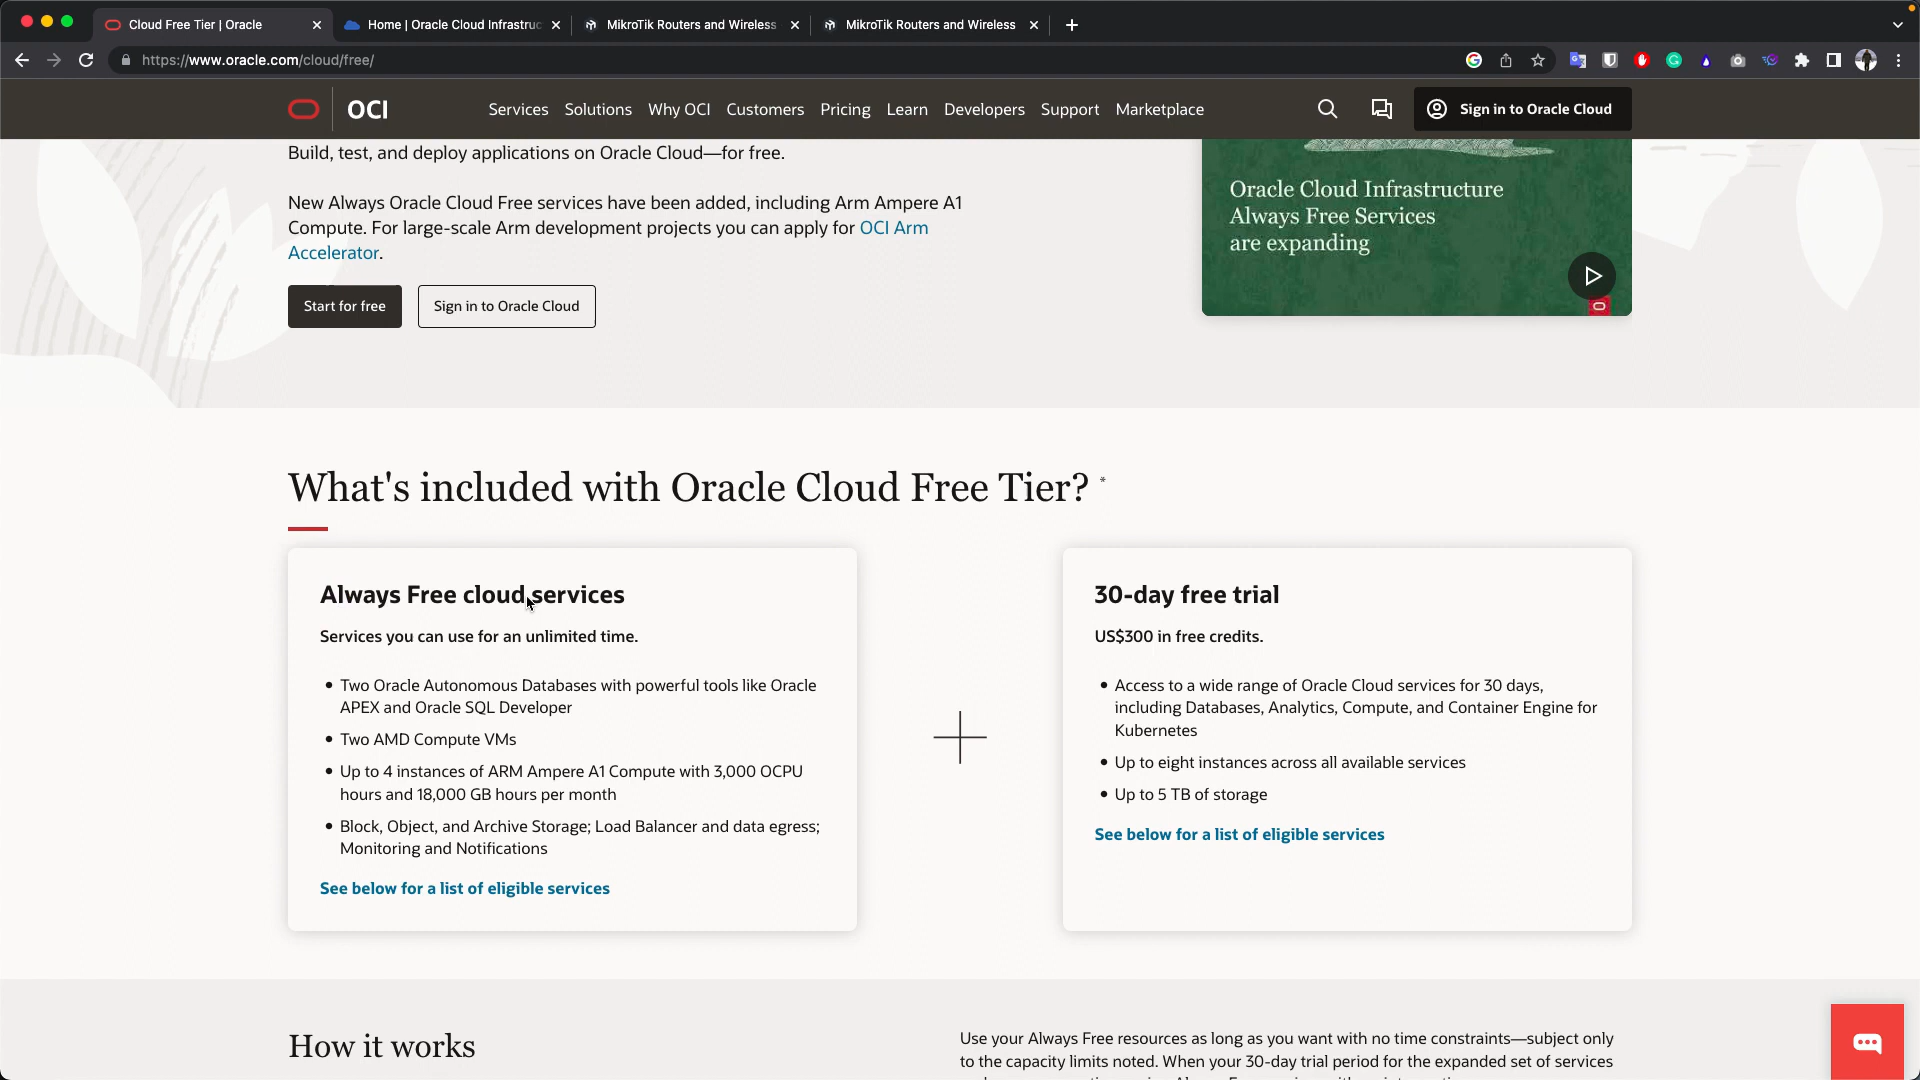 Cloud Free Tier | Oracle
Home | Oracle Cloud Infrastruc
MikroTik Routers and Wireless
MikroTik Routers and Wireless
https://www.oracle.com/cloud/free/
OCI
Services
Solutions
Why OCI
Customers
Pricing
Learn
Developers
Support
Marketplace
Sign in to Oracle Cloud
Build, test, and deploy applications on Oracle Cloud—for free.
New Always Oracle Cloud Free services have been added, including Arm Ampere A1
Compute. For large-scale Arm development projects you can apply for OCI Arm
Accelerator.
Start for free
Sign in to Oracle Cloud
Oracle Cloud Infrastructure
Always Free Services
are expanding
What's included with Oracle Cloud Free Tier? *
Always Free cloud services
Services you can use for an unlimited time.
• Two Oracle Autonomous Databases with powerful tools like Oracle
APEX and Oracle SQL Developer
• Two AMD Compute VMs
• Up to 4 instances of ARM Ampere A1 Compute with 3,000 OCPU
hours and 18,000 GB hours per month
• Block, Object, and Archive Storage; Load Balancer and data egress;
Monitoring and Notifications
See below for a list of eligible services
30-day free trial
US$300 in free credits.
• Access to a wide range of Oracle Cloud services for 30 days,
including Databases, Analytics, Compute, and Container Engine for
Kubernetes
• Up to eight instances across all available services
• Up to 5 TB of storage
See below for a list of eligible services
How it works
Use your Always Free resources as long as you want with no time constraints—subject only
to the capacity limits noted. When your 30-day trial period for the expanded set of services